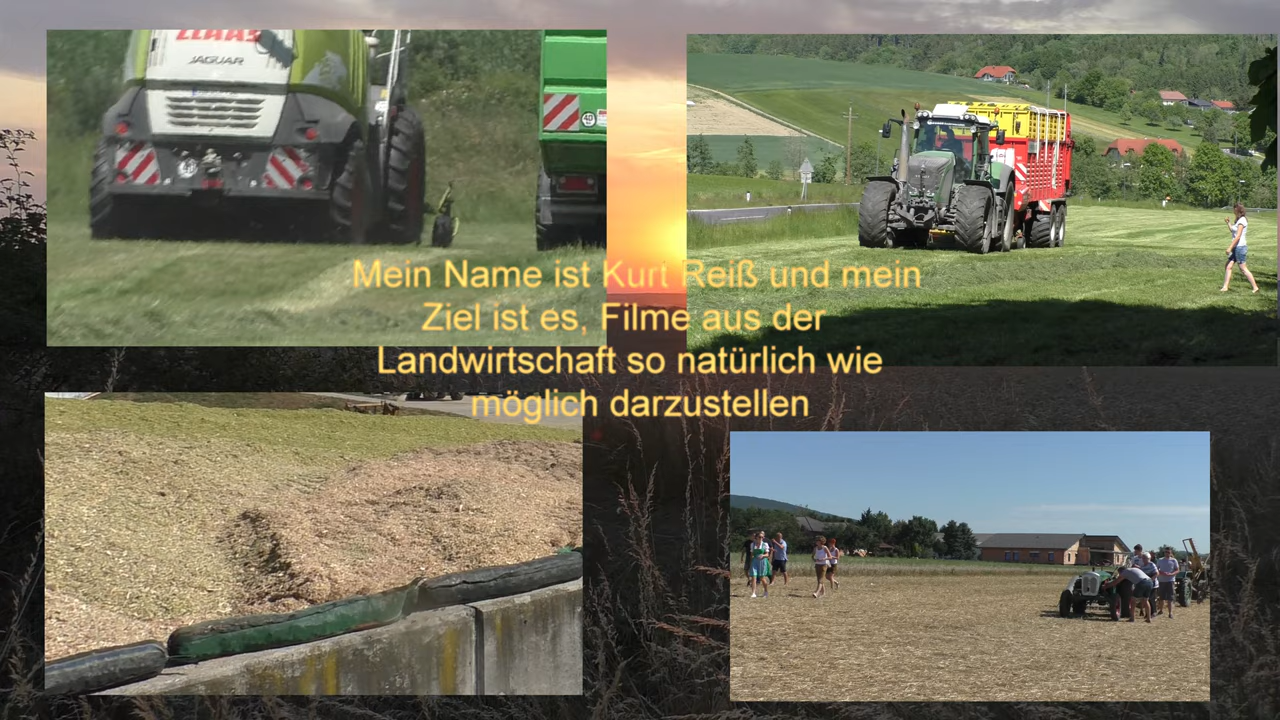 CLAAS
JAGUAR
40
Mein Name ist Kurt Reiß und mein
Ziel ist es, Filme aus der
Landwirtschaft so natürlich wie
möglich darzustellen